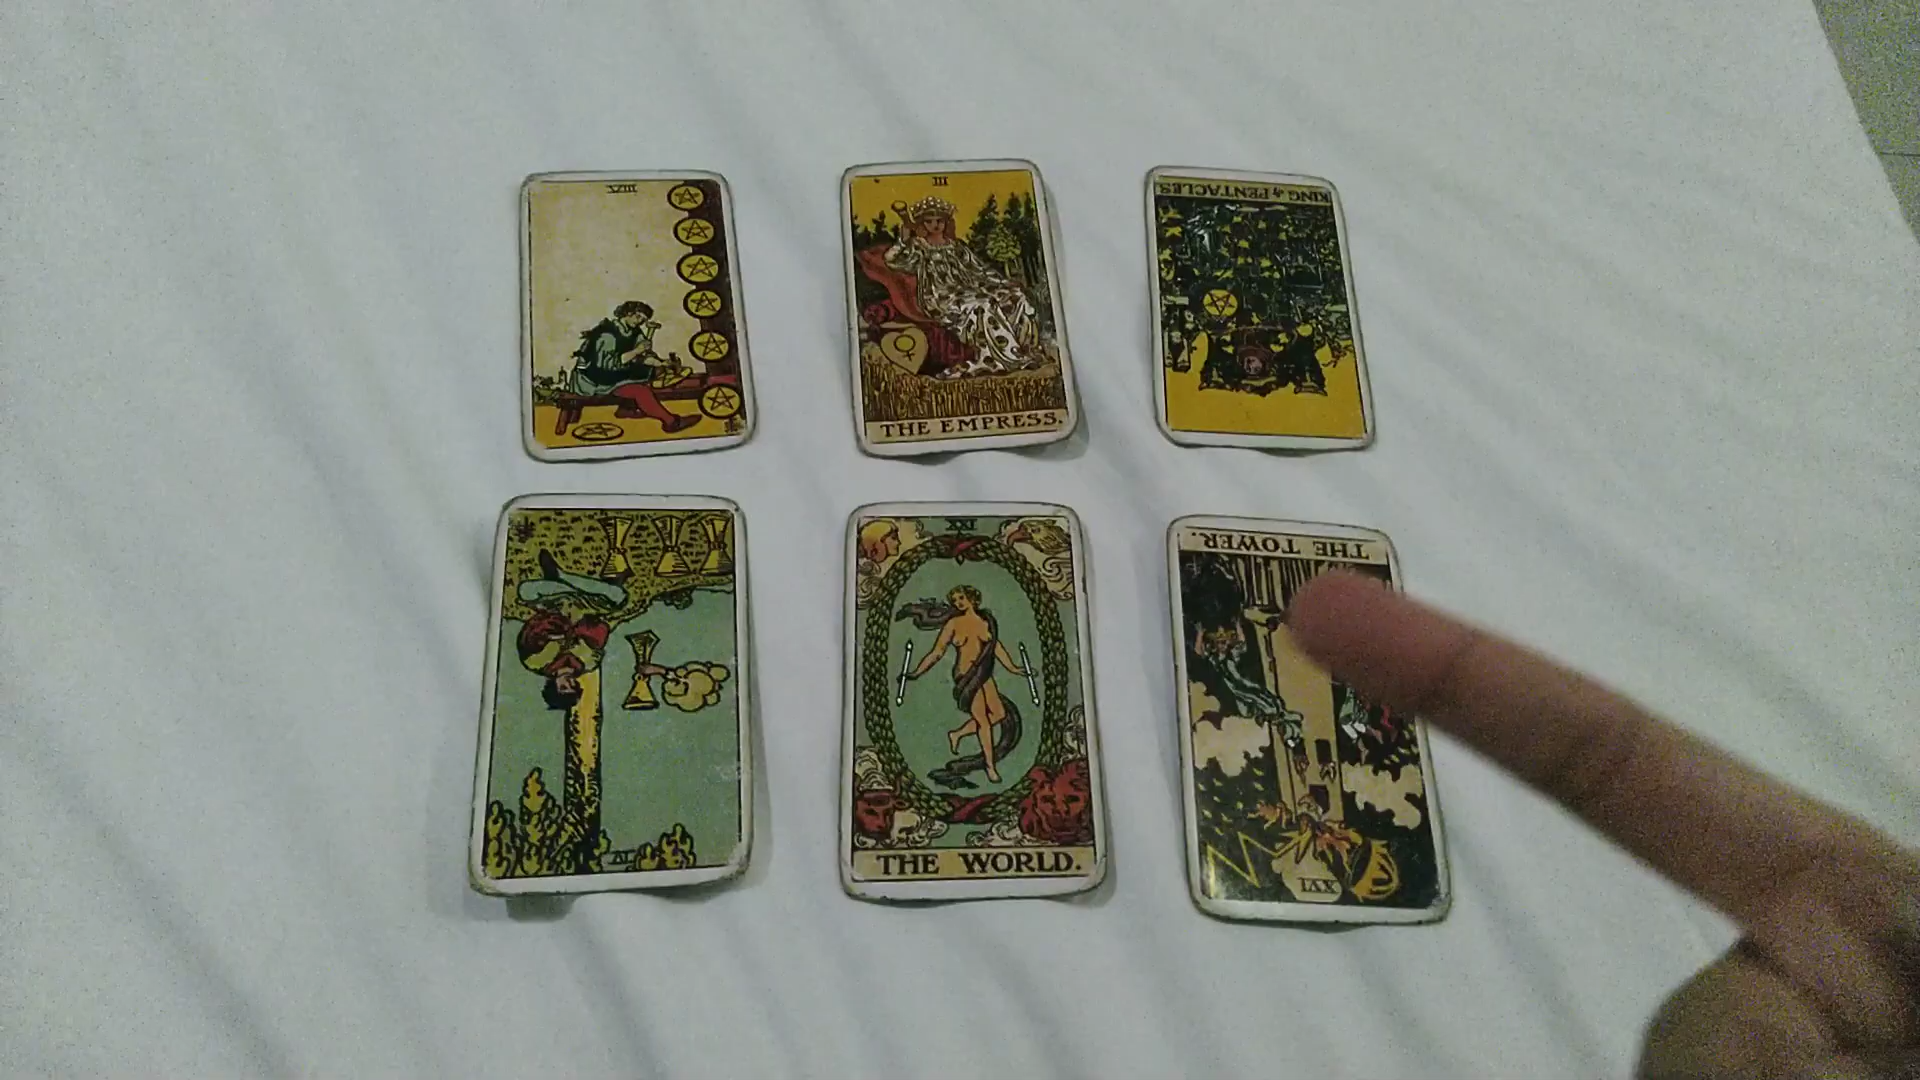 VIII
III
KING of PENTACLES
THE EMPRESS.
THE TOWER.
XXI
IV
THE WORLD.
XVI